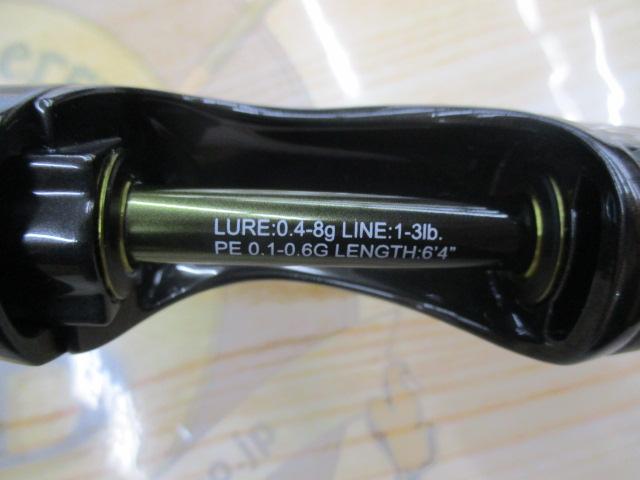 LURE:0.4-8g LINE:1-3lb.
PE 0.1-0.6G LENGTH:6'4"